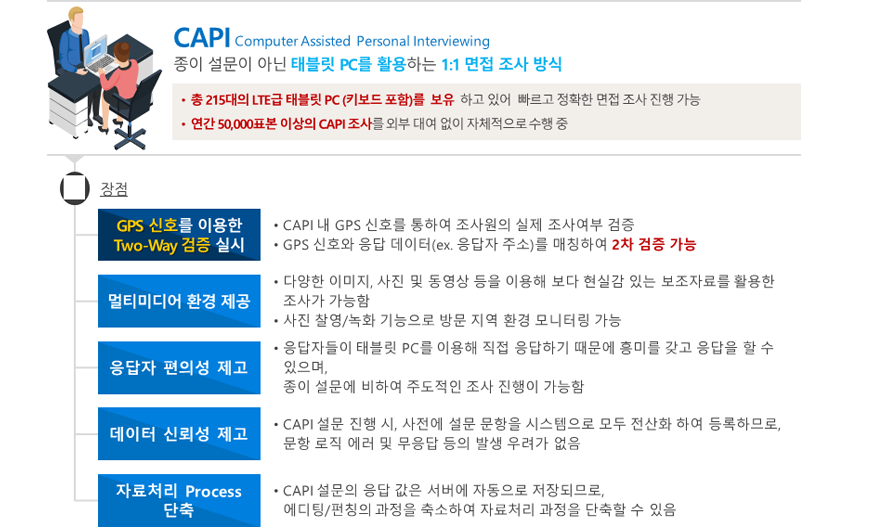 CAPI Computer Assisted Personal Interviewing
종이 설문이 아닌 태블릿 PC를 활용하는 1:1 면접 조사 방식
• 총 215대의 LTE급 태블릿 PC (키보드 포함)를 보유 하고 있어 빠르고 정확한 면접 조사 진행 가능
• 연간 50,000표본 이상의 CAPI 조사를 외부 대여 없이 자체적으로 수행 중
장점
GPS 신호를 이용한
Two-Way 검증 실시
• CAPI 내 GPS 신호를 통하여 조사원의 실제 조사여부 검증
• GPS 신호와 응답 데이터(ex. 응답자 주소)를 매칭하여 2차 검증 가능
멀티미디어 환경 제공
• 다양한 이미지, 사진 및 동영상 등을 이용해 보다 현실감 있는 보조자료를 활용한
조사가 가능함
• 사진 촬영/녹화 기능으로 방문 지역 환경 모니터링 가능
응답자 편의성 제고
• 응답자들이 태블릿 PC를 이용해 직접 응답하기 때문에 흥미를 갖고 응답을 할 수
있으며,
종이 설문에 비하여 주도적인 조사 진행이 가능함
데이터 신뢰성 제고
• CAPI 설문 진행 시, 사전에 설문 문항을 시스템으로 모두 전산화 하여 등록하므로,
문항 로직 에러 및 무응답 등의 발생 우려가 없음
자료처리 Process
단축
• CAPI 설문의 응답 값은 서버에 자동으로 저장되므로,
에디팅/펀칭의 과정을 축소하여 자료처리 과정을 단축할 수 있음